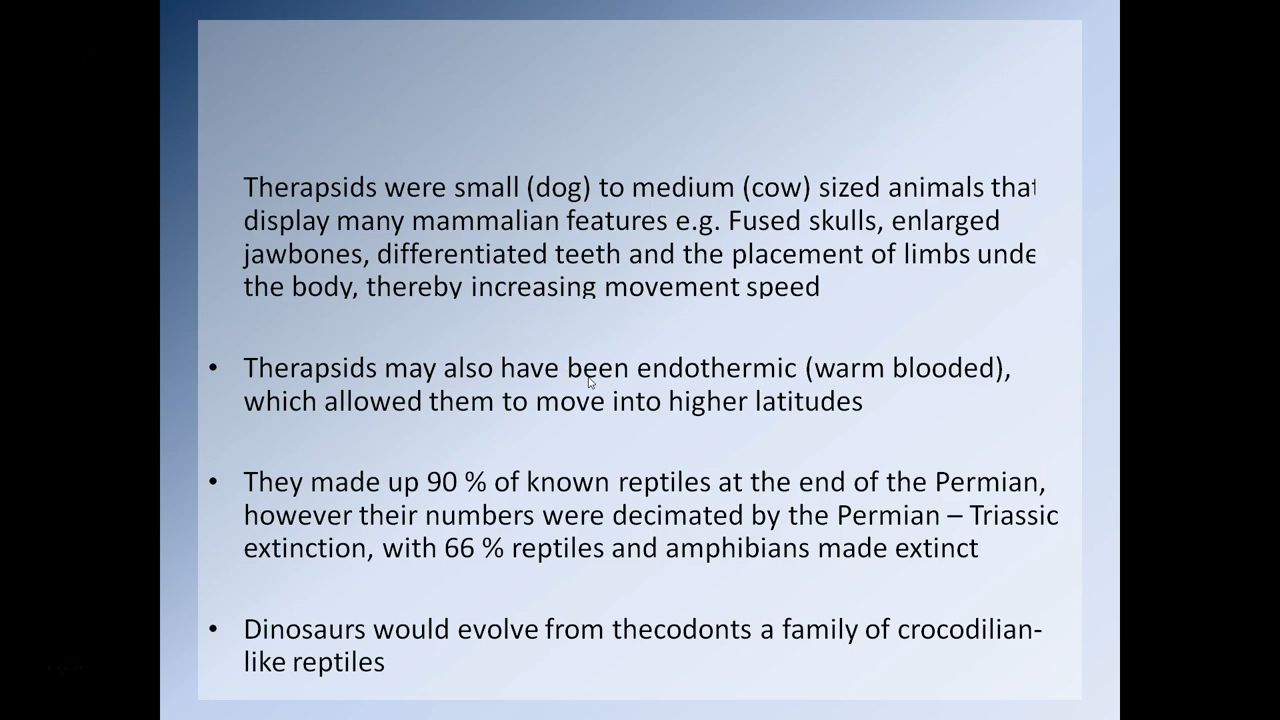 Therapsids were small (dog) to medium (cow) sized animals that
display many mammalian features e.g. Fused skulls, enlarged
jawbones, differentiated teeth and the placement of limbs unde
the body, thereby increasing movement speed
• Therapsids may also have been endothermic (warm blooded),
which allowed them to move into higher latitudes
• They made up 90 % of known reptiles at the end of the Permian,
however their numbers were decimated by the Permian – Triassic
extinction, with 66 % reptiles and amphibians made extinct
• Dinosaurs would evolve from thecodonts a family of crocodilian-
like reptiles